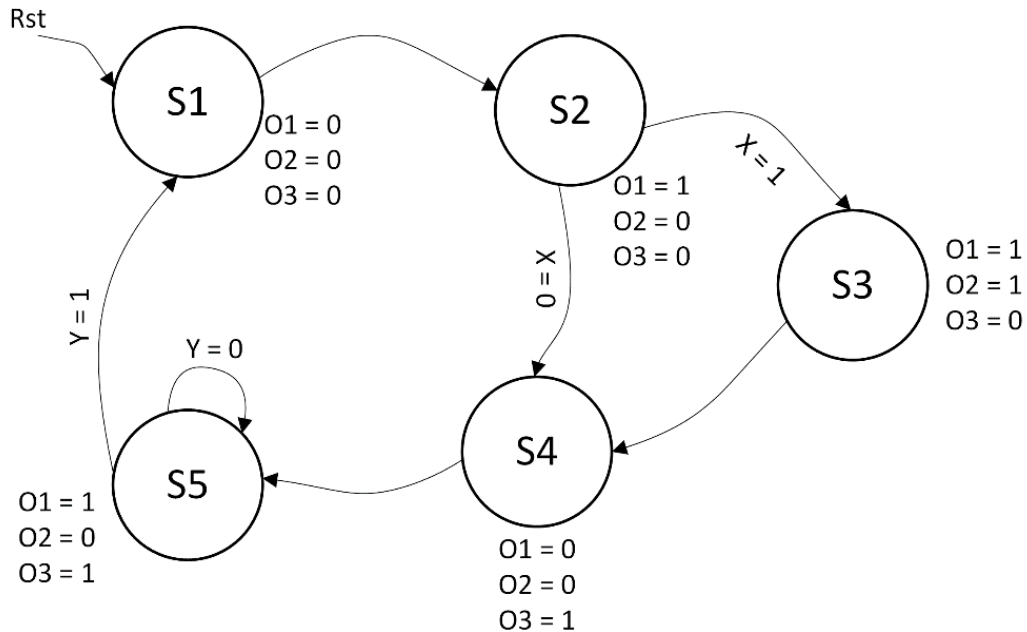 Rst
S1
O1 = 0
O2 = 0
O3 = 0
S2
O1 = 1
O2 = 0
O3 = 0
X = 1
X = 0
S3
O1 = 1
O2 = 1
O3 = 0
Y = 1
Y = 0
S5
O1 = 1
O2 = 0
O3 = 1
S4
O1 = 0
O2 = 0
O3 = 1